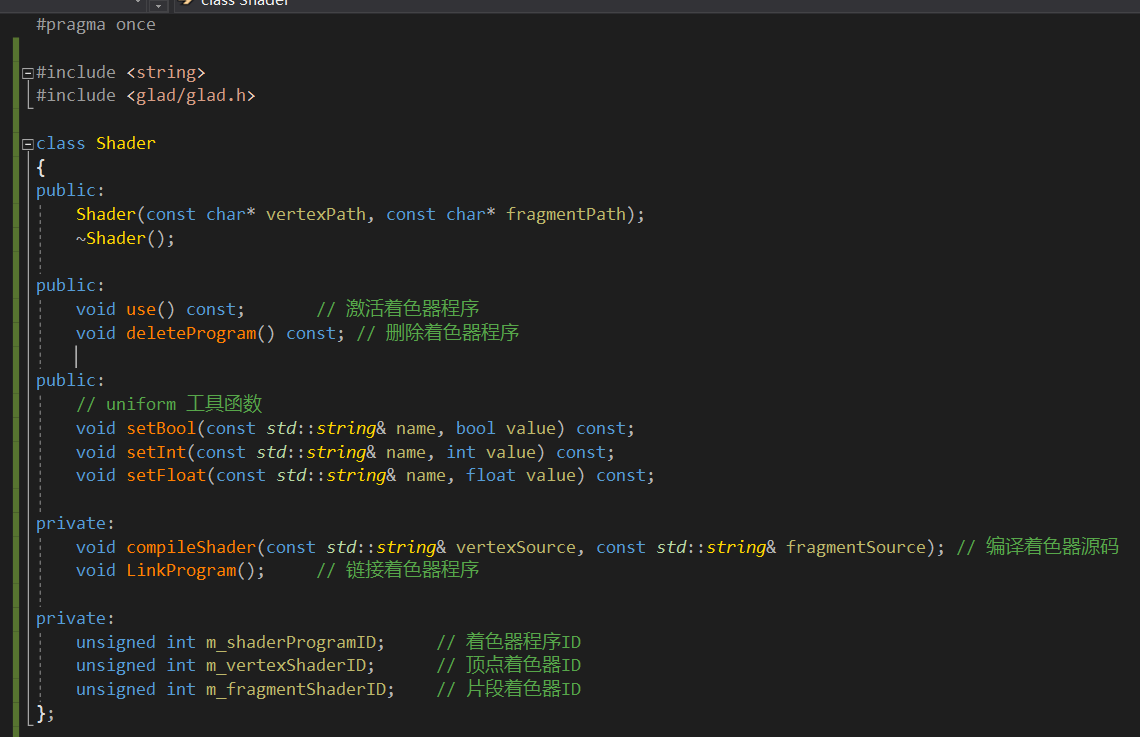 class Shader
#pragma once
#include <string>
#include <glad/glad.h>
class Shader
{
public:
Shader(const char* vertexPath, const char* fragmentPath);
~Shader();
public:
void use() const; // 激活着色器程序
void deleteProgram() const; // 删除着色器程序
public:
// uniform 工具函数
void setBool(const std::string& name, bool value) const;
void setInt(const std::string& name, int value) const;
void setFloat(const std::string& name, float value) const;
private:
void compileShader(const std::string& vertexSource, const std::string& fragmentSource); // 编译着色器源码
void LinkProgram(); // 链接着色器程序
private:
unsigned int m_shaderProgramID; // 着色器程序ID
unsigned int m_vertexShaderID; // 顶点着色器ID
unsigned int m_fragmentShaderID; // 片段着色器ID
};